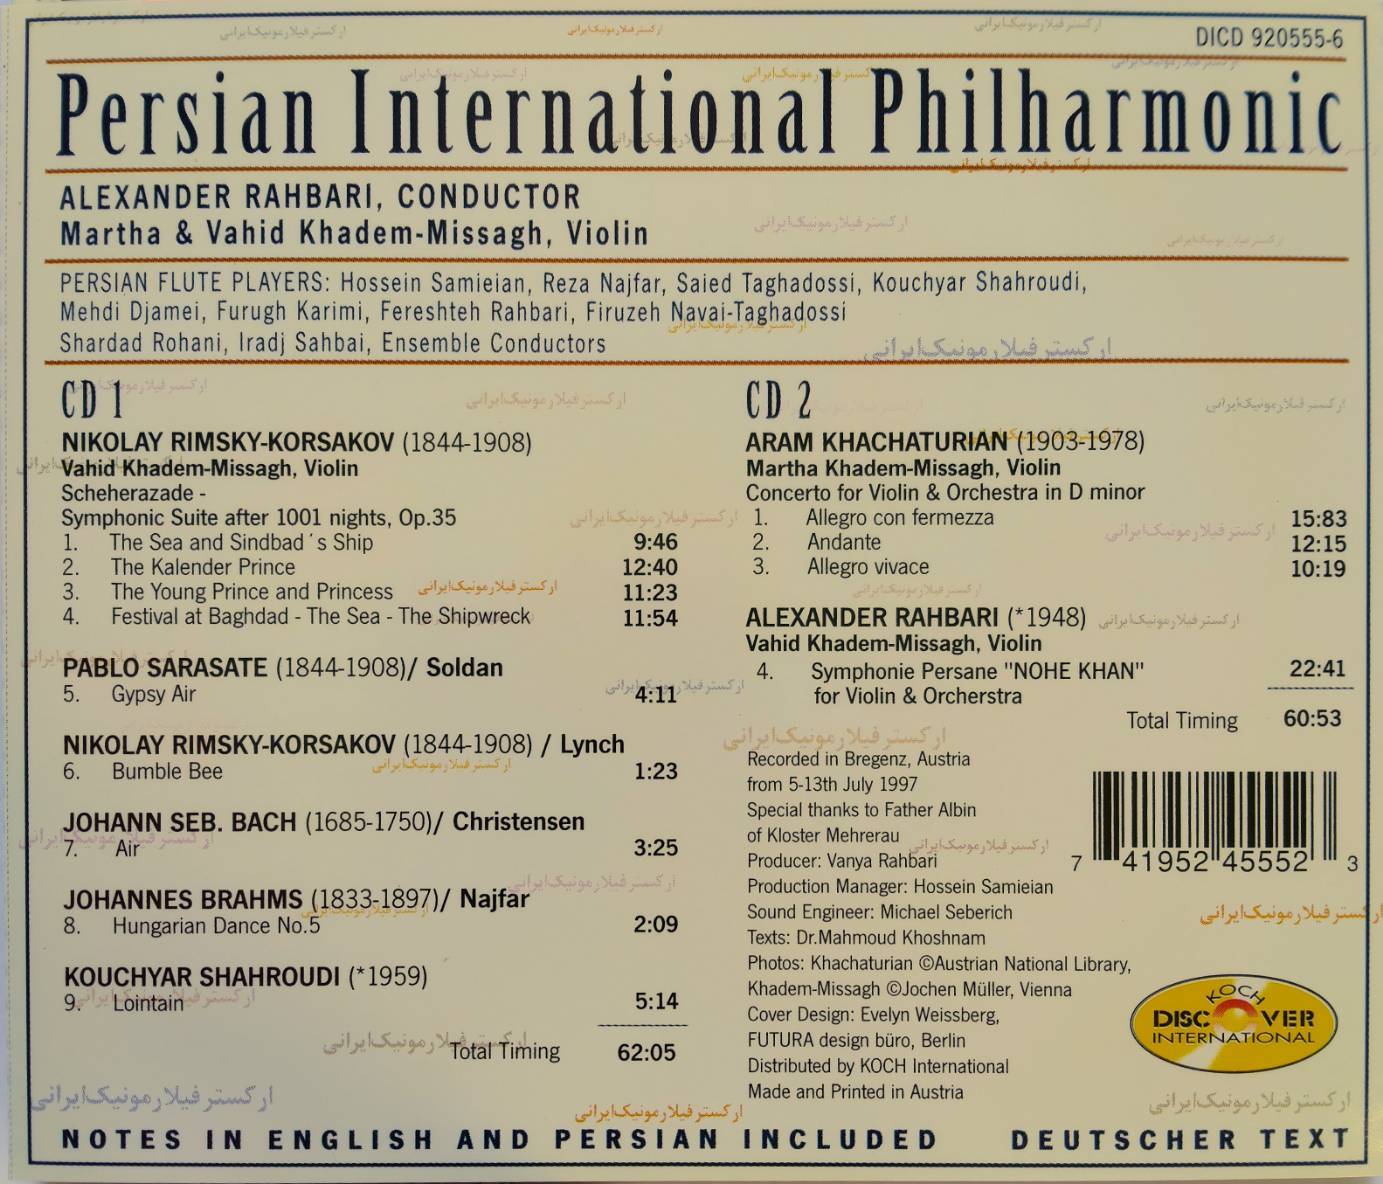 DICD 920555-6
Persian International Philharmonic
ALEXANDER RAHBARI, CONDUCTOR
Martha & Vahid Khadem-Missagh, Violin
PERSIAN FLUTE PLAYERS: Hossein Samieian, Reza Najfar, Saied Taghadossi, Kouchyar Shahroudi,
Mehdi Djamei, Furugh Karimi, Fereshteh Rahbari, Firuzeh Navai-Taghadossi
Shardad Rohani, Iradj Sahbai, Ensemble Conductors
CD 1
NIKOLAY RIMSKY-KORSAKOV (1844-1908)
Vahid Khadem-Missagh, Violin
Scheherazade -
Symphonic Suite after 1001 nights, Op.35
1. The Sea and Sindbad´s Ship 9:46
2. The Kalender Prince 12:40
3. The Young Prince and Princess 11:23
4. Festival at Baghdad - The Sea - The Shipwreck 11:54
PABLO SARASATE (1844-1908)/ Soldan
5. Gypsy Air 4:11
NIKOLAY RIMSKY-KORSAKOV (1844-1908) / Lynch
6. Bumble Bee 1:23
JOHANN SEB. BACH (1685-1750)/ Christensen
7. Air 3:25
JOHANNES BRAHMS (1833-1897)/ Najfar
8. Hungarian Dance No.5 2:09
KOUCHYAR SHAHROUDI (*1959)
9. Lointain 5:14
Total Timing 62:05
CD 2
ARAM KHACHATURIAN (1903-1978)
Martha Khadem-Missagh, Violin
Concerto for Violin & Orchestra in D minor
1. Allegro con fermezza 15:83
2. Andante 12:15
3. Allegro vivace 10:19
ALEXANDER RAHBARI (*1948)
Vahid Khadem-Missagh, Violin
4. Symphonie Persane "NOHE KHAN" 22:41
for Violin & Orcherstra
Total Timing 60:53
Recorded in Bregenz, Austria
from 5-13th July 1997
Special thanks to Father Albin
of Kloster Mehrerau
Producer: Vanya Rahbari
Production Manager: Hossein Samieian
Sound Engineer: Michael Seberich
Texts: Dr.Mahmoud Khoshnam
Photos: Khachaturian ©Austrian National Library,
Khadem-Missagh ©Jochen Müller, Vienna
Cover Design: Evelyn Weissberg,
FUTURA design büro, Berlin
Distributed by KOCH International
Made and Printed in Austria
7 41952 45552 3
KOCH
DISCOVER
INTERNATIONAL
ارکستر فیلارمونیک ایرانی
NOTES IN ENGLISH AND PERSIAN INCLUDED DEUTSCHER TEXT